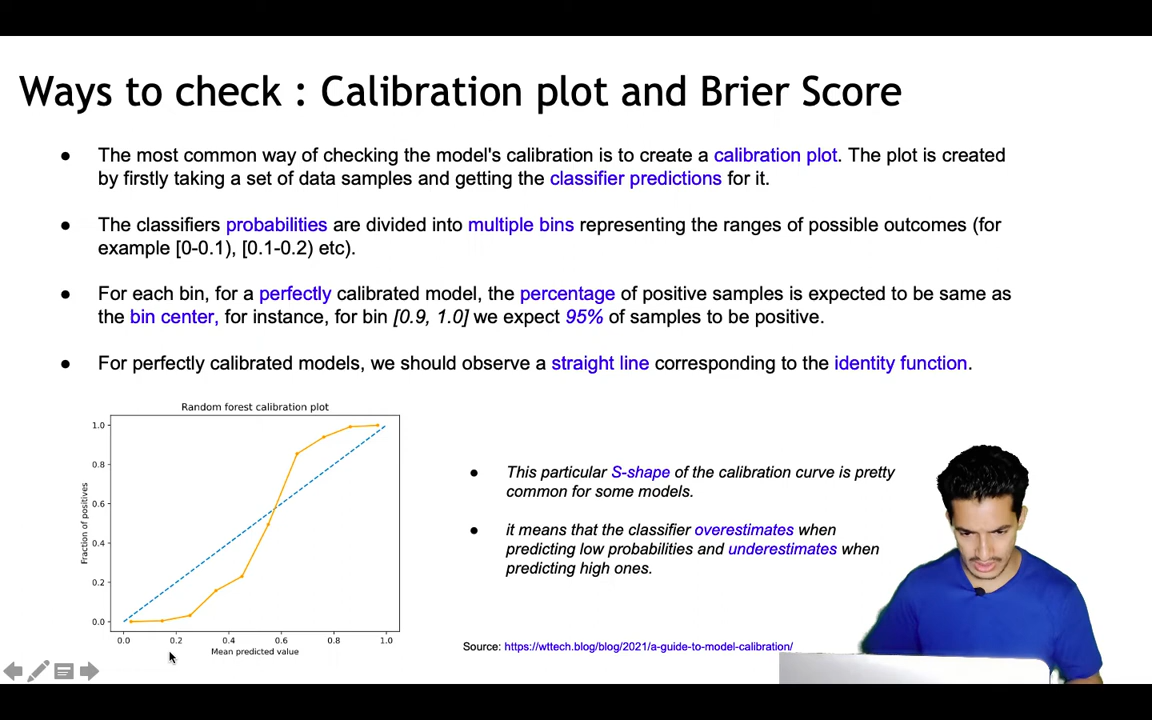 Ways to check : Calibration plot and Brier Score
● The most common way of checking the model's calibration is to create a calibration plot. The plot is created
by firstly taking a set of data samples and getting the classifier predictions for it.
● The classifiers probabilities are divided into multiple bins representing the ranges of possible outcomes (for
example [0-0.1), [0.1-0.2) etc).
● For each bin, for a perfectly calibrated model, the percentage of positive samples is expected to be same as
the bin center, for instance, for bin [0.9, 1.0] we expect 95% of samples to be positive.
● For perfectly calibrated models, we should observe a straight line corresponding to the identity function.
Random forest calibration plot
1.0
0.8
0.6
0.4
0.2
0.0
Fraction of positives
0.0 0.2 0.4 0.6 0.8 1.0
Mean predicted value
● This particular S-shape of the calibration curve is pretty
common for some models.
● it means that the classifier overestimates when
predicting low probabilities and underestimates when
predicting high ones.
Source: https://wttech.blog/blog/2021/a-guide-to-model-calibration/